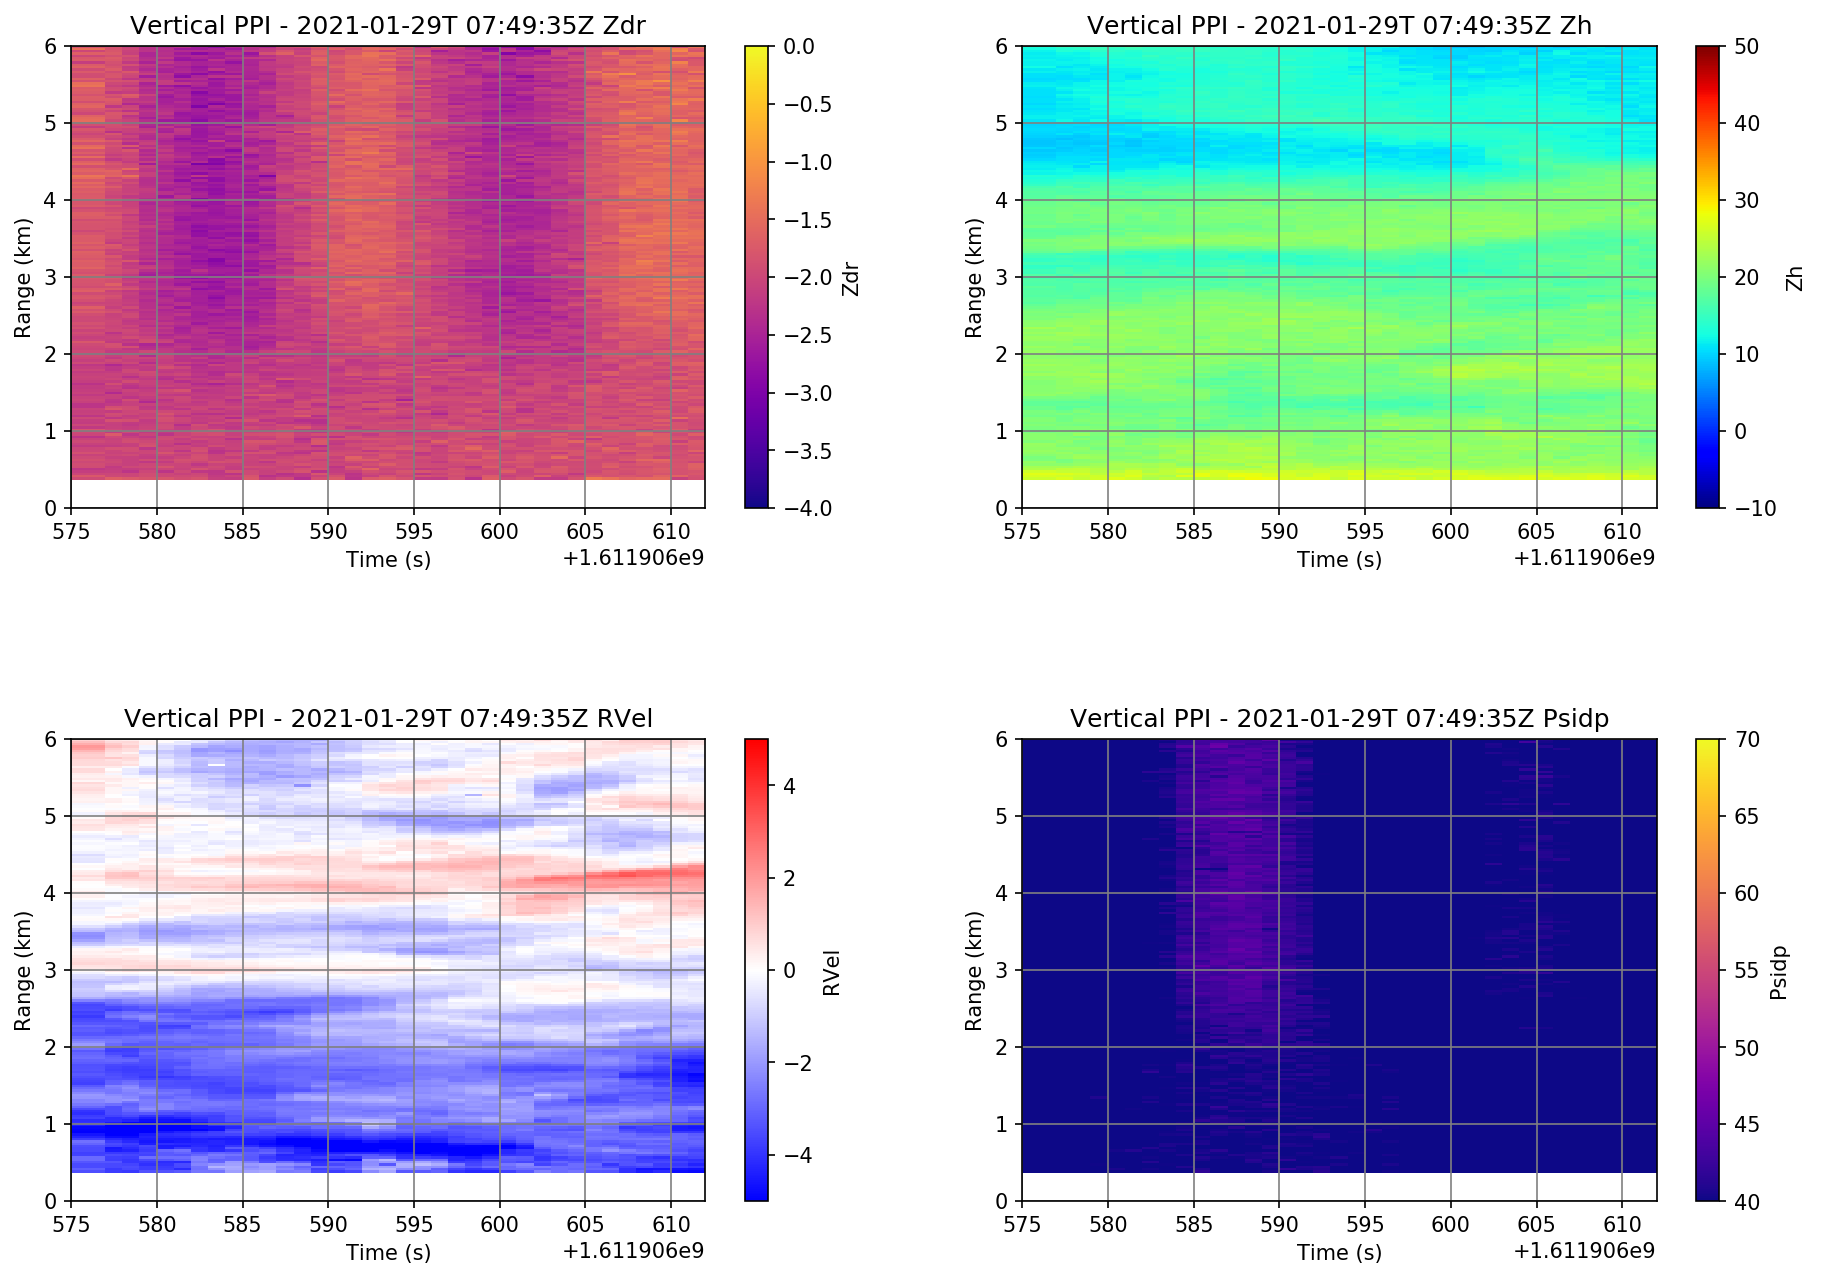 Vertical PPI - 2021-01-29T 07:49:35Z Zdr
6
5
4
3
2
1
0
Range (km)
575 580 585 590 595 600 605 610
Time (s)
+1.611906e9
0.0
−0.5
−1.0
−1.5
−2.0
−2.5
−3.0
−3.5
−4.0
Zdr
Vertical PPI - 2021-01-29T 07:49:35Z Zh
6
5
4
3
2
1
0
Range (km)
575 580 585 590 595 600 605 610
Time (s)
+1.611906e9
50
40
30
20
10
0
−10
Zh
Vertical PPI - 2021-01-29T 07:49:35Z RVel
6
5
4
3
2
1
0
Range (km)
575 580 585 590 595 600 605 610
Time (s)
+1.611906e9
4
2
0
−2
−4
RVel
Vertical PPI - 2021-01-29T 07:49:35Z Psidp
6
5
4
3
2
1
0
Range (km)
575 580 585 590 595 600 605 610
Time (s)
+1.611906e9
70
65
60
55
50
45
40
Psidp